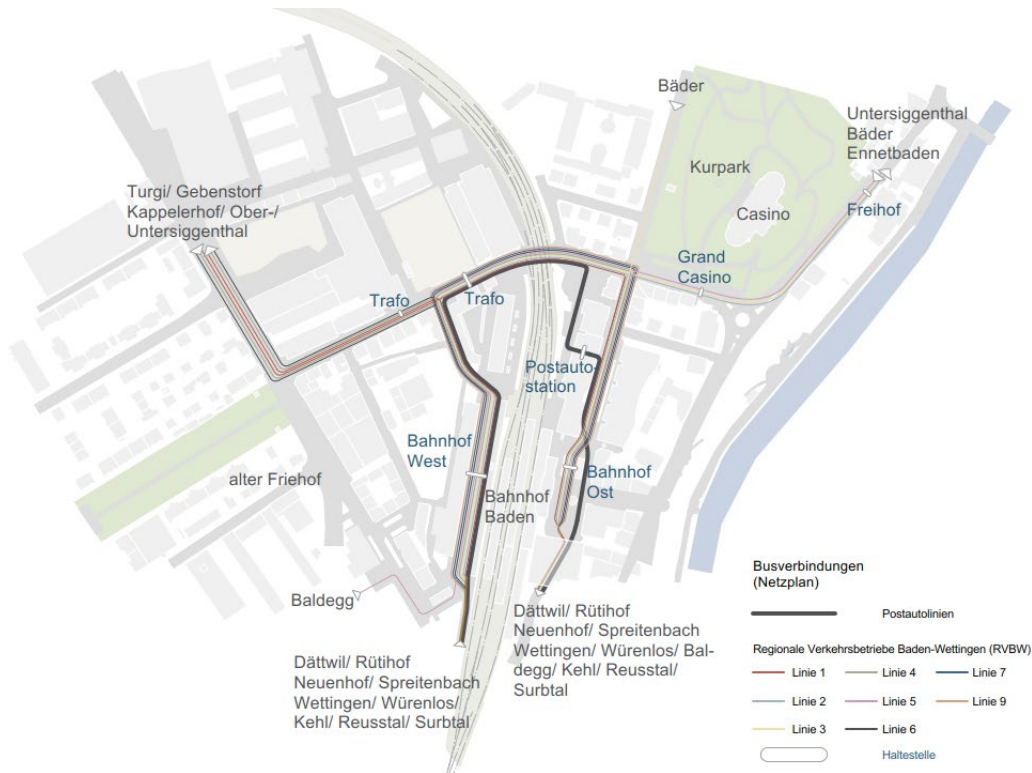 Bäder
Untersiggenthal
Bäder
Ennetbaden
Kurpark
Casino
Freihof
Turgi/ Gebenstorf
Kappelerhof/ Ober-/
Untersiggenthal
Grand
Casino
Trafo
Trafo
Postauto-
station
Bahnhof
West
Bahnhof
Ost
alter Friehof
Bahnhof
Baden
Baldegg
Dättwil/ Rütihof
Neuenhof/ Spreitenbach
Wettingen/ Würenlos/
Kehl/ Reusstal/ Surbtal
Dättwil/ Rütihof
Neuenhof/ Spreitenbach
Wettingen/ Würenlos/ Bal-
degg/ Kehl/ Reusstal/
Surbtal
Busverbindungen
(Netzplan)
Postautolinien
Regionale Verkehrsbetriebe Baden-Wettingen (RVBW)
Linie 1
Linie 4
Linie 7
Linie 2
Linie 5
Linie 9
Linie 3
Linie 6
Haltestelle